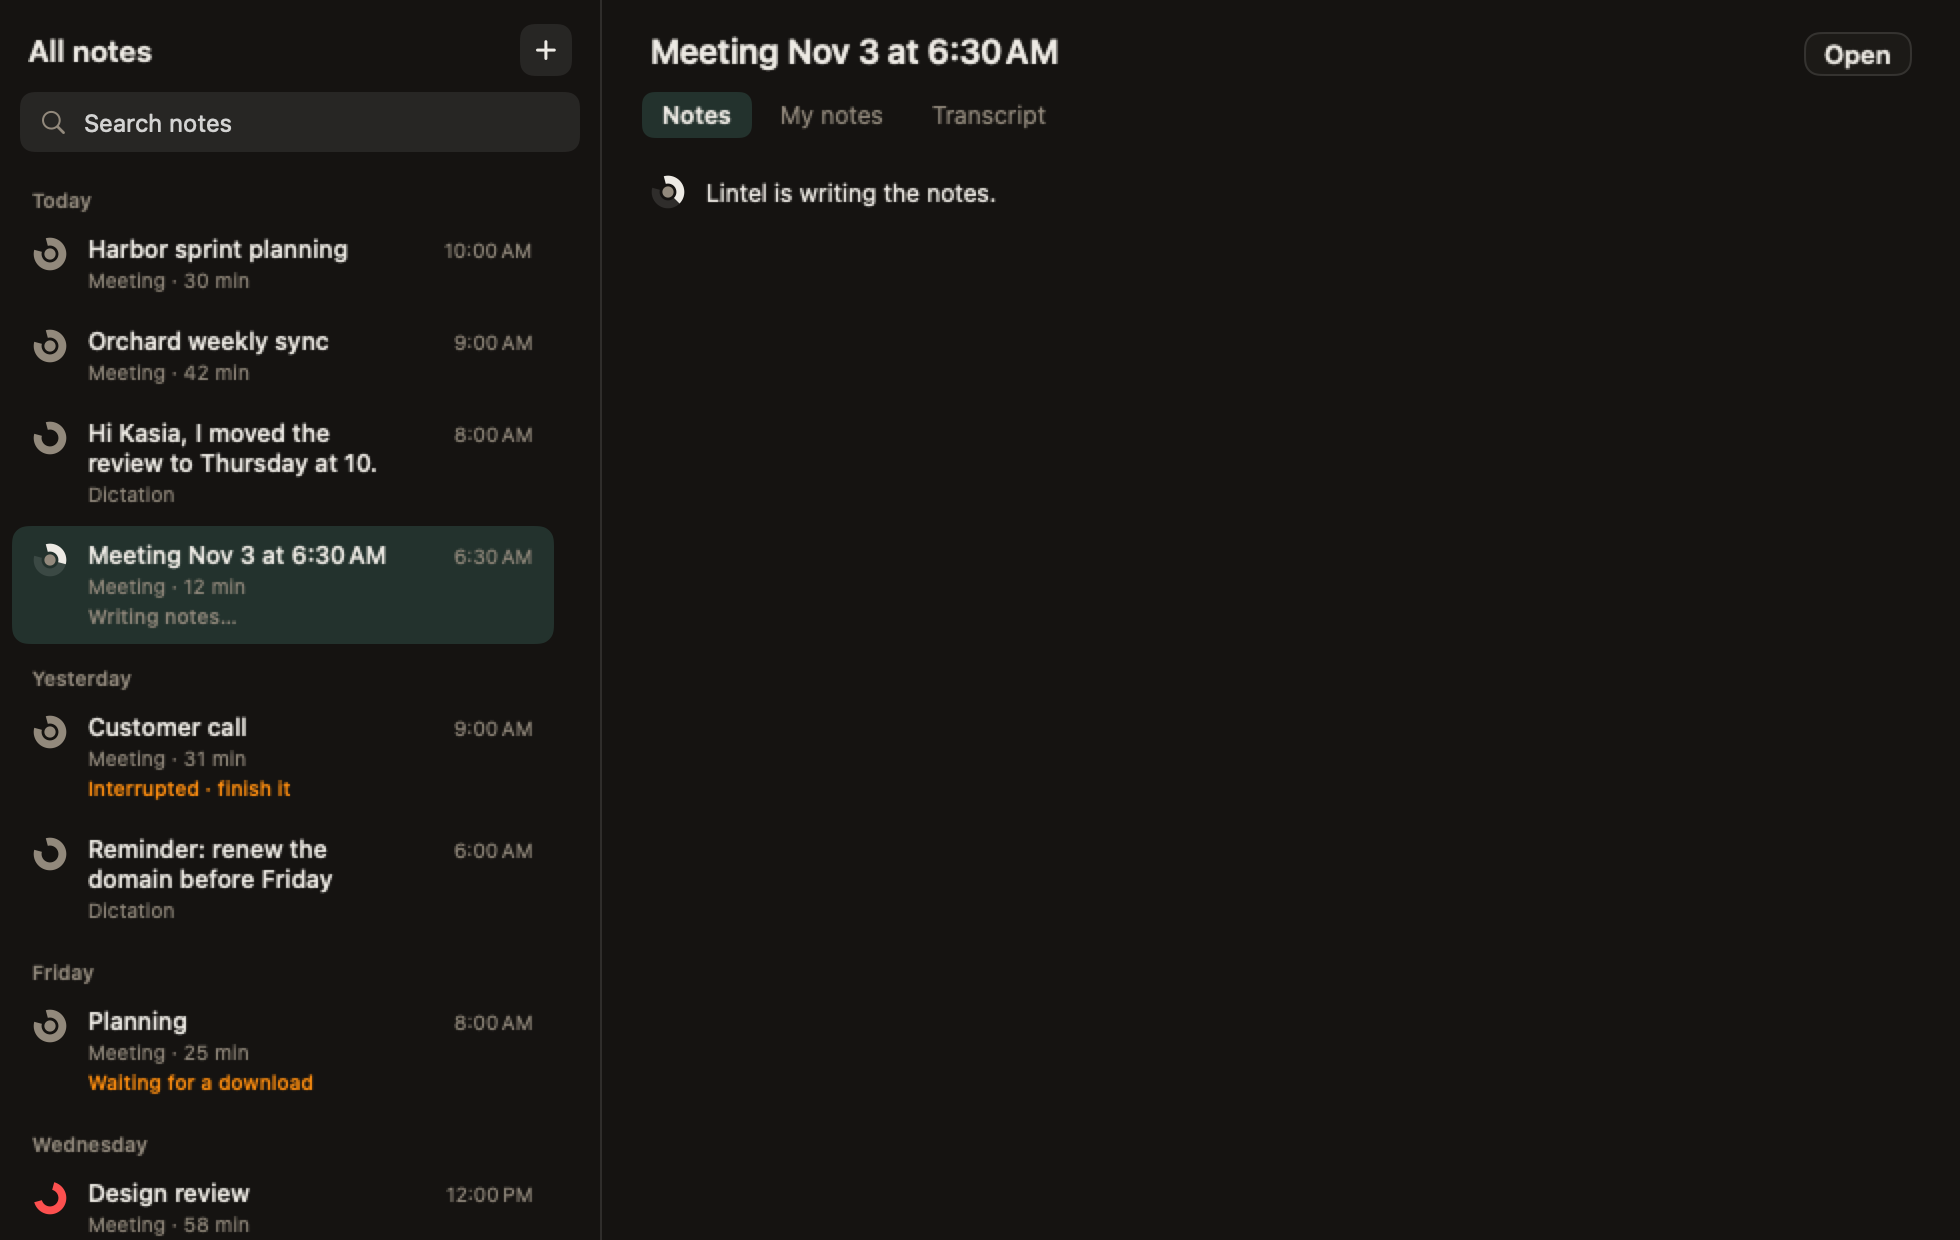 All notes
Search notes
Today
Harbor sprint planning 10:00 AM
Meeting · 30 min
Orchard weekly sync 9:00 AM
Meeting · 42 min
Hi Kasia, I moved the 8:00 AM
review to Thursday at 10.
Dictation
Meeting Nov 3 at 6:30 AM 6:30 AM
Meeting · 12 min
Writing notes...
Yesterday
Customer call 9:00 AM
Meeting · 31 min
Interrupted · finish it
Reminder: renew the 6:00 AM
domain before Friday
Dictation
Friday
Planning 8:00 AM
Meeting · 25 min
Waiting for a download
Wednesday
Design review 12:00 PM
Meeting · 58 min
Meeting Nov 3 at 6:30 AM
Open
Notes My notes Transcript
Lintel is writing the notes.